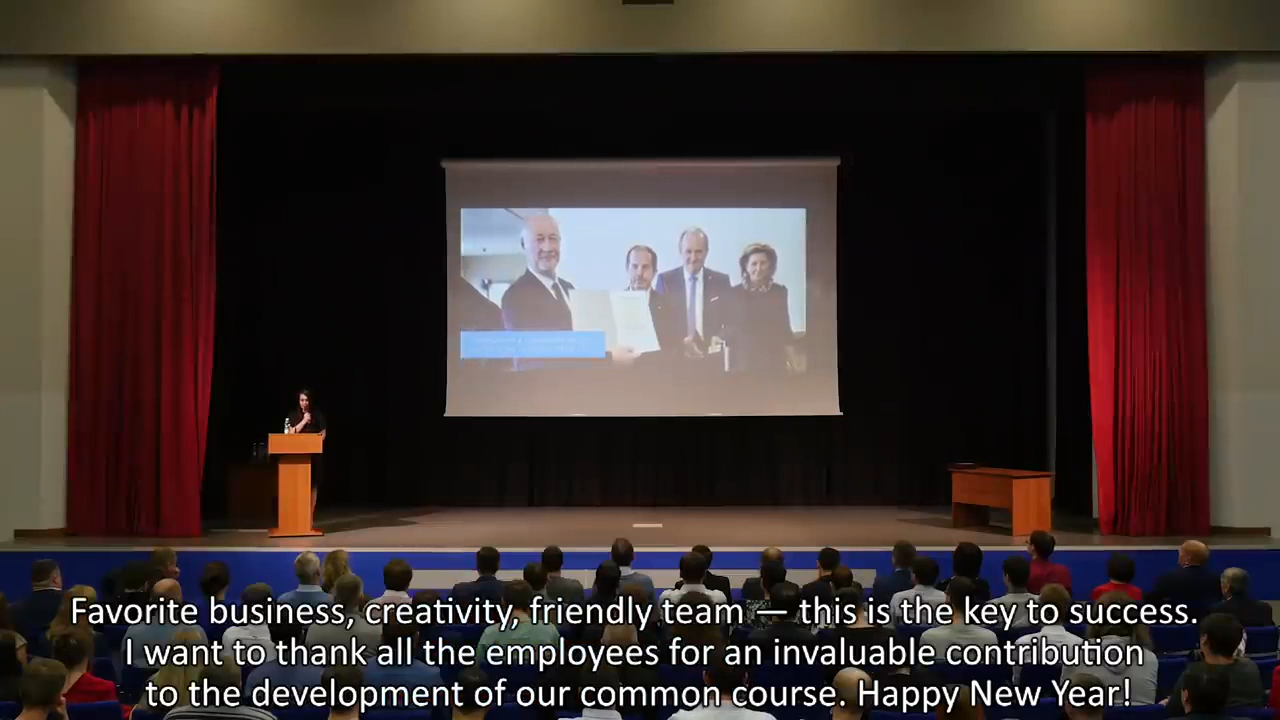 Favorite business, creativity, friendly team — this is the key to success.
I want to thank all the employees for an invaluable contribution
to the development of our common course. Happy New Year!